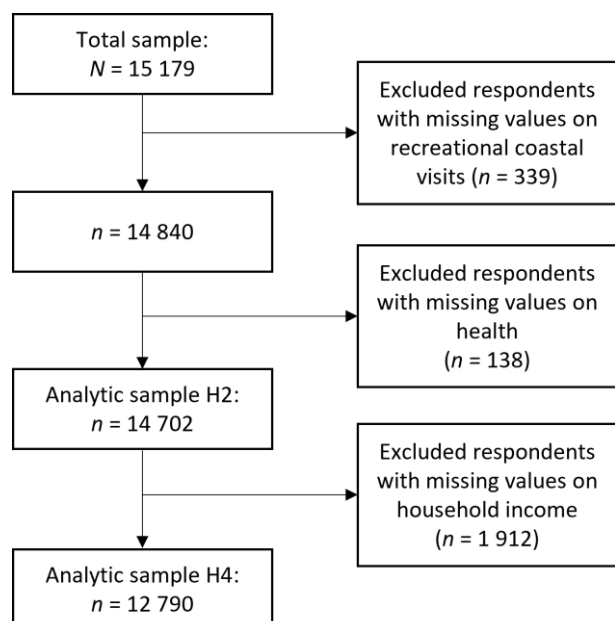 Total sample:
N = 15 179
Excluded respondents
with missing values on
recreational coastal
visits (n = 339)
n = 14 840
Excluded respondents
with missing values on
health
(n = 138)
Analytic sample H2:
n = 14 702
Excluded respondents
with missing values on
household income
(n = 1 912)
Analytic sample H4:
n = 12 790